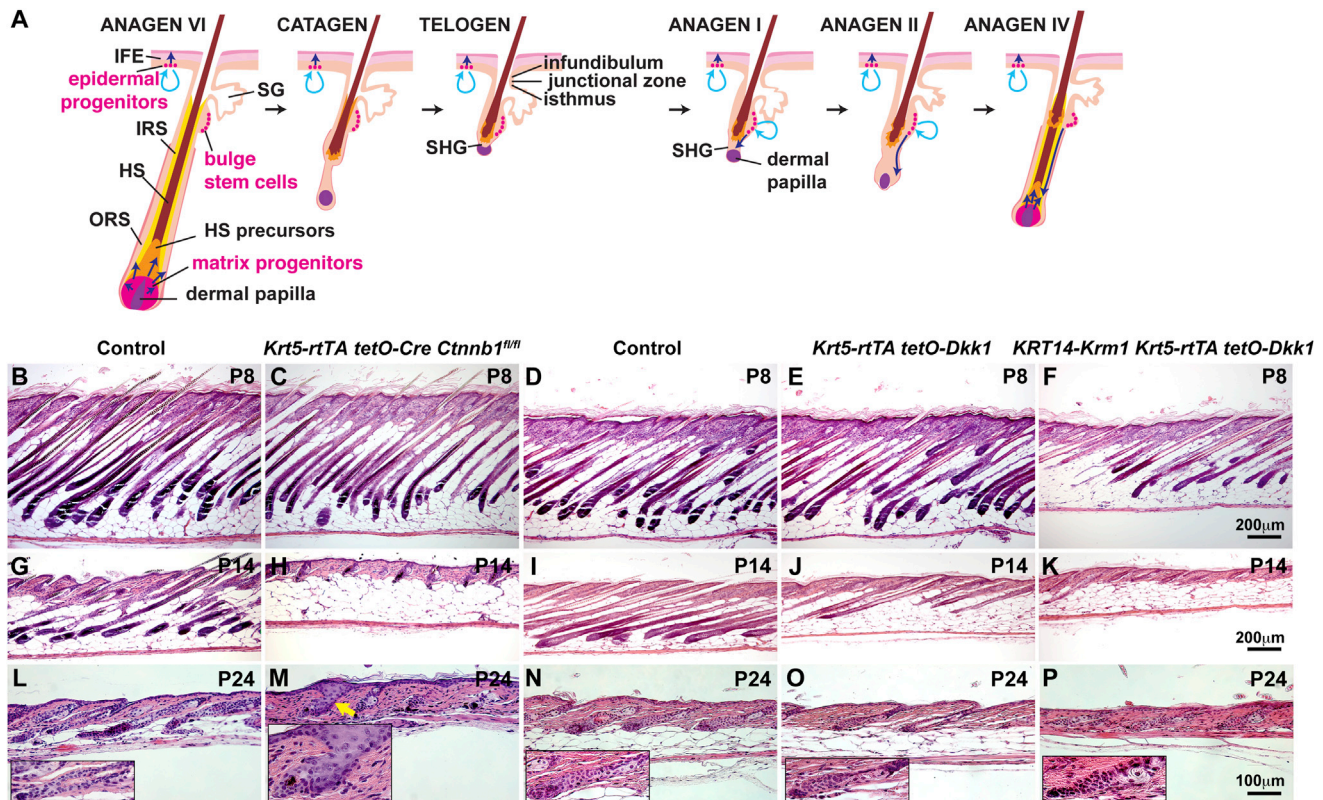 A
ANAGEN VI
CATAGEN
TELOGEN
ANAGEN I
ANAGEN II
ANAGEN IV
IFE
epidermal
progenitors
SG
IRS
bulge
stem cells
HS
ORS
HS precursors
matrix progenitors
dermal papilla
infundibulum
junctional zone
isthmus
SHG
SHG
dermal
papilla
Control
Krt5-rtTA tetO-Cre Ctnnb1fl/fl
Control
Krt5-rtTA tetO-Dkk1
KRT14-Krm1 Krt5-rtTA tetO-Dkk1
B P8
C P8
D P8
E P8
F P8
200μm
G P14
H P14
I P14
J P14
K P14
200μm
L P24
M P24
N P24
O P24
P P24
100μm